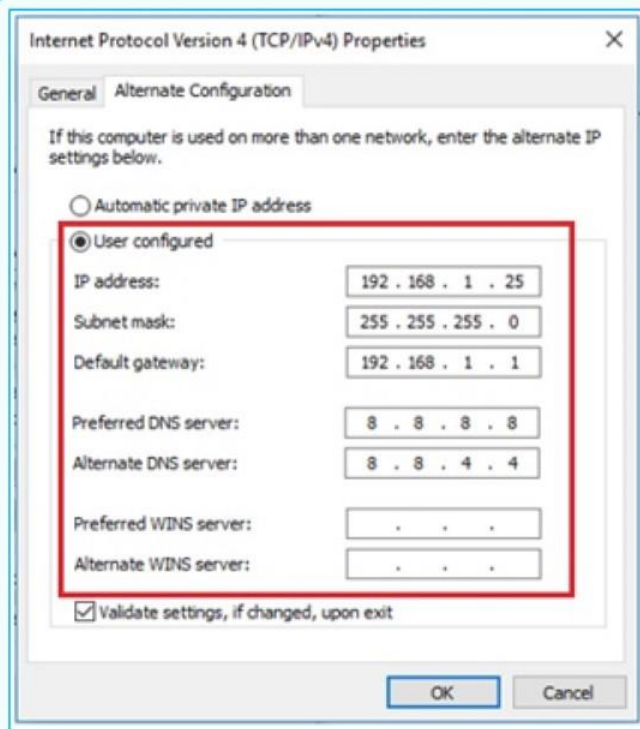 Internet Protocol Version 4 (TCP/IPv4) Properties
General
Alternate Configuration
If this computer is used on more than one network, enter the alternate IP
settings below.
Automatic private IP address
User configured
IP address: 192 . 168 . 1 . 25
Subnet mask: 255 . 255 . 255 . 0
Default gateway: 192 . 168 . 1 . 1
Preferred DNS server: 8 . 8 . 8 . 8
Alternate DNS server: 8 . 8 . 4 . 4
Preferred WINS server: . . .
Alternate WINS server: . . .
Validate settings, if changed, upon exit
OK Cancel